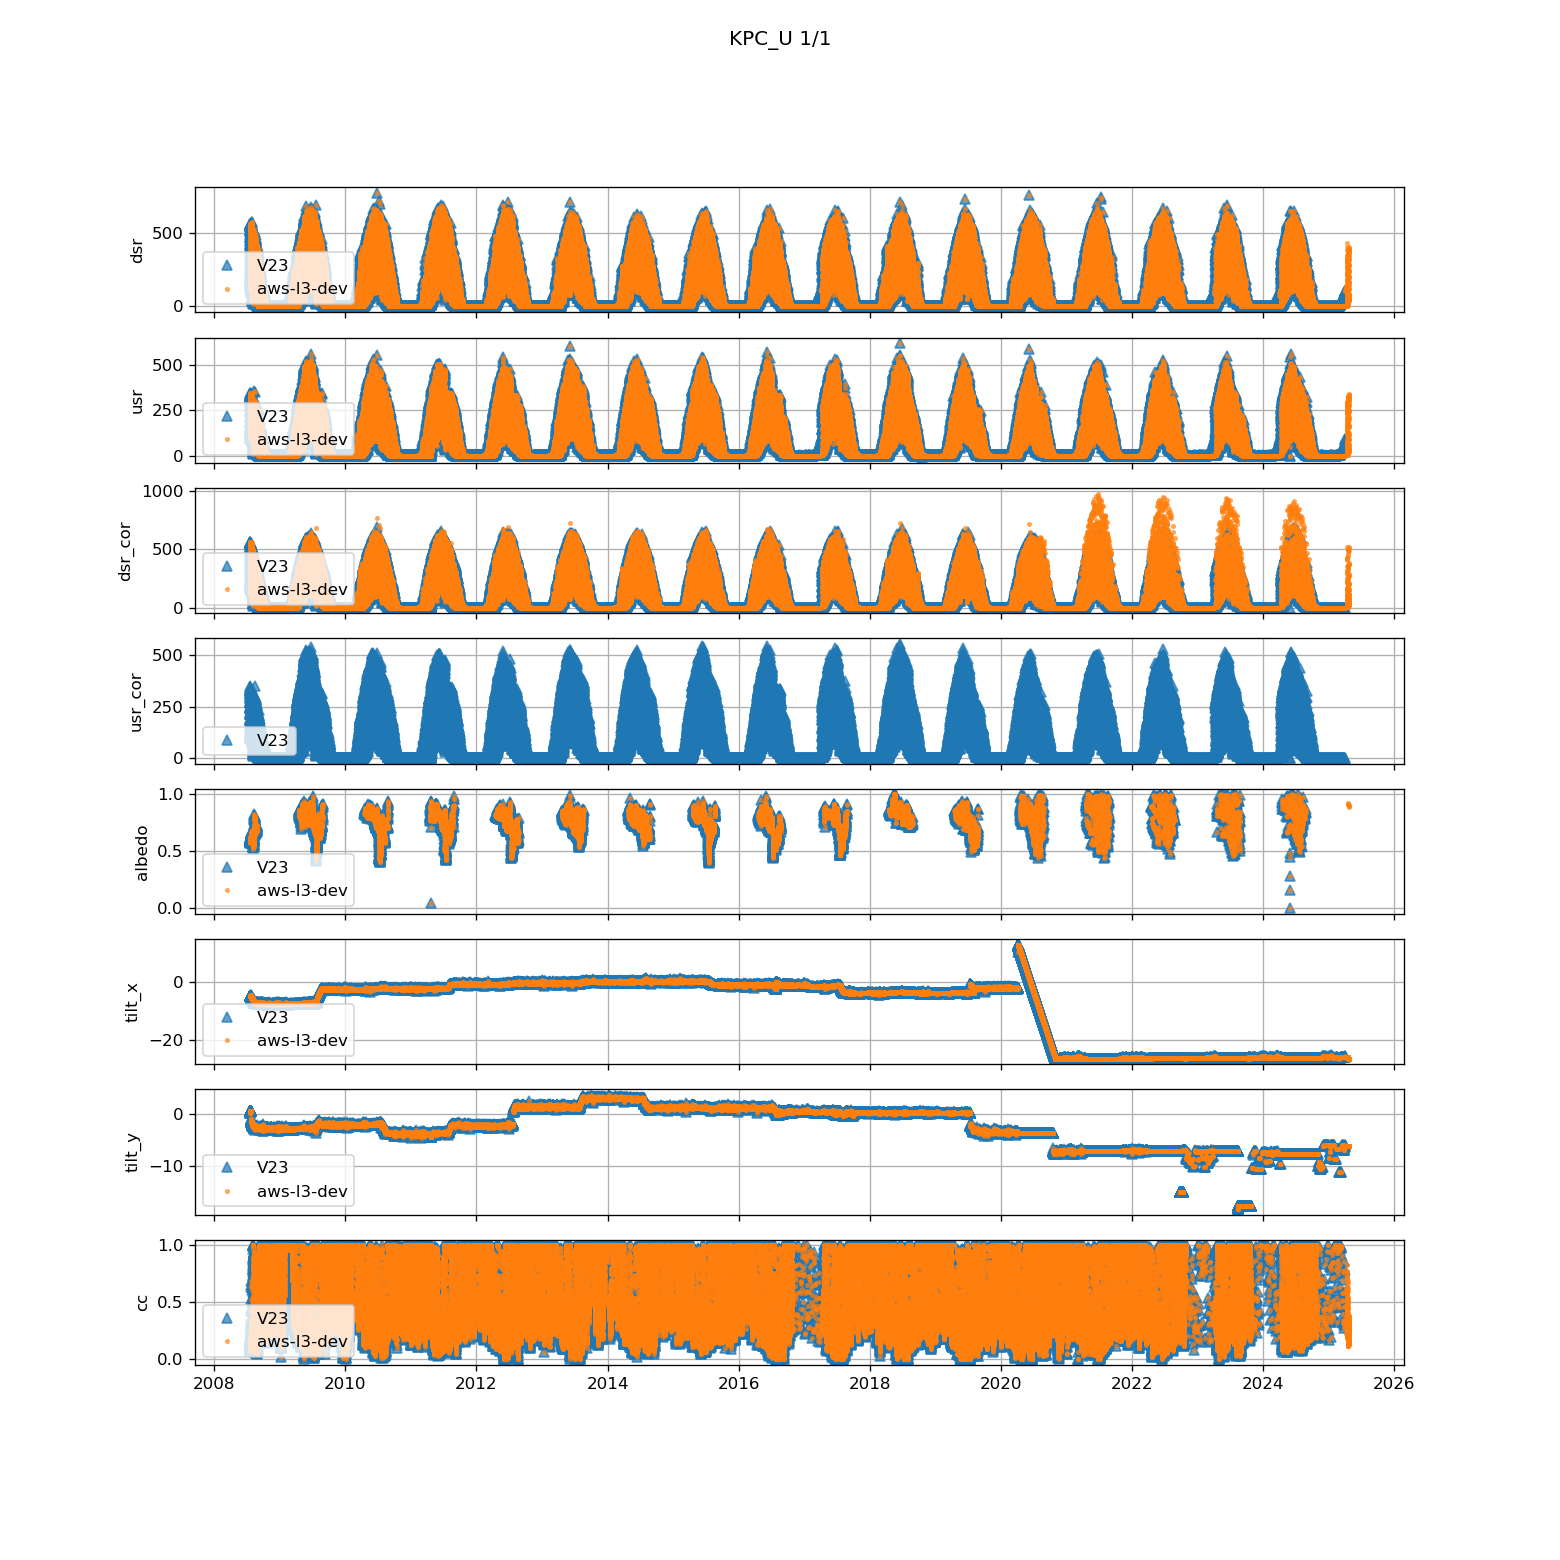 KPC_U 1/1
dsr
500
0
V23
aws-l3-dev
usr
500
250
0
V23
aws-l3-dev
dsr_cor
1000
500
0
V23
aws-l3-dev
usr_cor
500
250
0
V23
albedo
1.0
0.5
0.0
V23
aws-l3-dev
tilt_x
0
−20
V23
aws-l3-dev
tilt_y
0
−10
V23
aws-l3-dev
cc
1.0
0.5
0.0
V23
aws-l3-dev
2008 2010 2012 2014 2016 2018 2020 2022 2024 2026